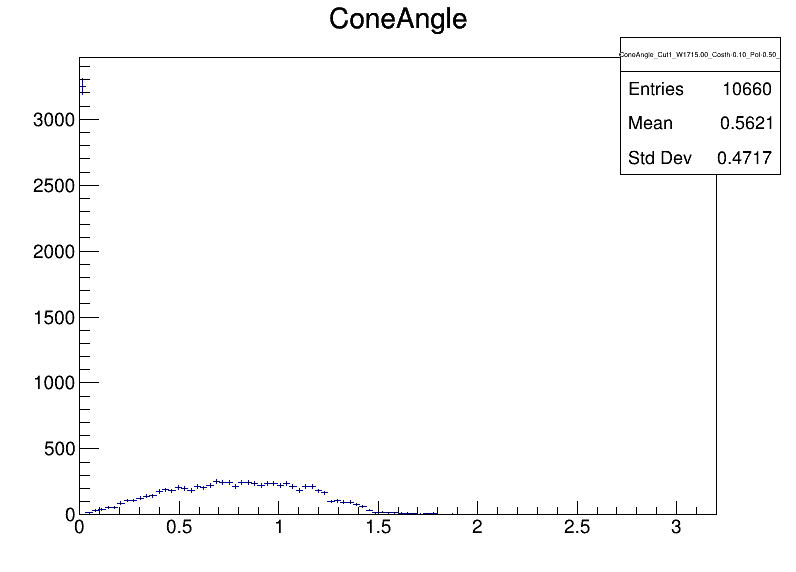 ConeAngle
ConeAngle_Cut1_W1715.00_Costh-0.10_Pol-0.50_
Entries 10660
Mean 0.5621
Std Dev 0.4717
3000
2500
2000
1500
1000
500
0
0 0.5 1 1.5 2 2.5 3